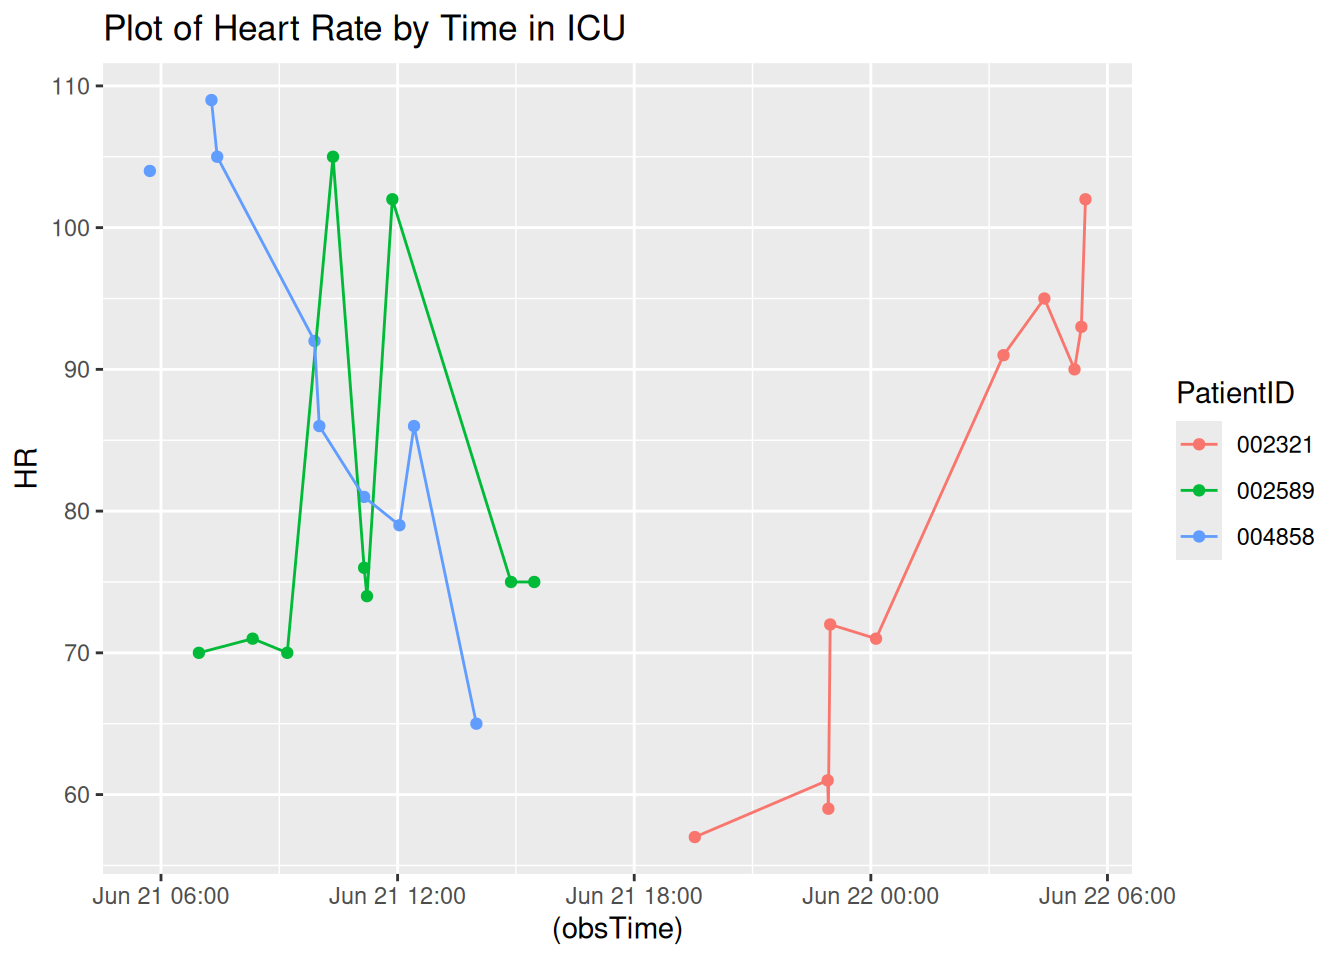 Plot of Heart Rate by Time in ICU
110
100
90
80
70
60
HR
Jun 21 06:00
Jun 21 12:00
Jun 21 18:00
Jun 22 00:00
Jun 22 06:00
(obsTime)
PatientID
002321
002589
004858